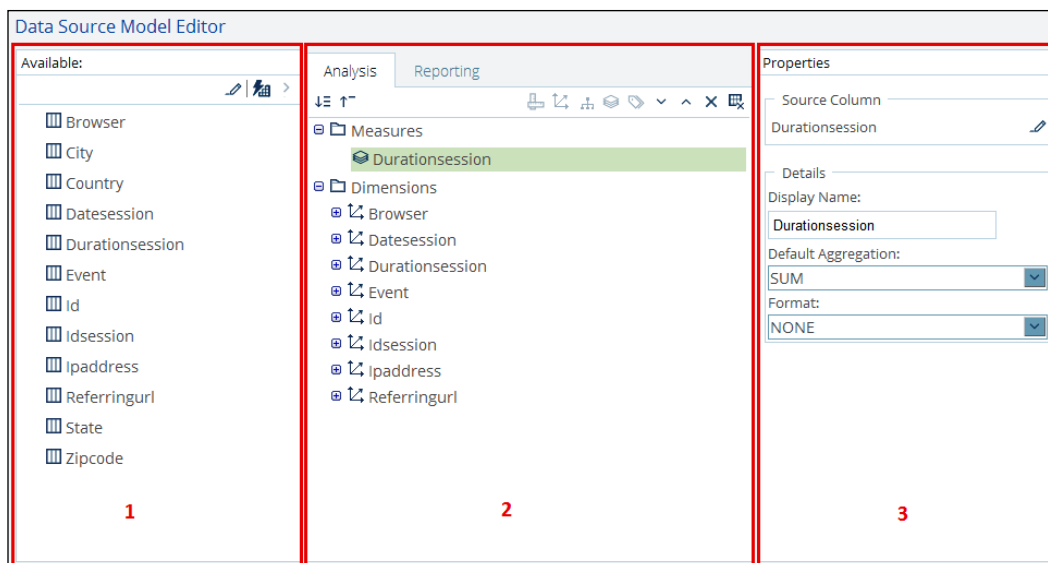 Data Source Model Editor
Available:
Browser
City
Country
Datesession
Durationsession
Event
Id
Idsession
Ipaddress
Referringurl
State
Zipcode
1
Analysis
Reporting
Measures
Durationsession
Dimensions
Browser
Datesession
Durationsession
Event
Id
Idsession
Ipaddress
Referringurl
2
Properties
Source Column
Durationsession
Details
Display Name:
Durationsession
Default Aggregation:
SUM
Format:
NONE
3